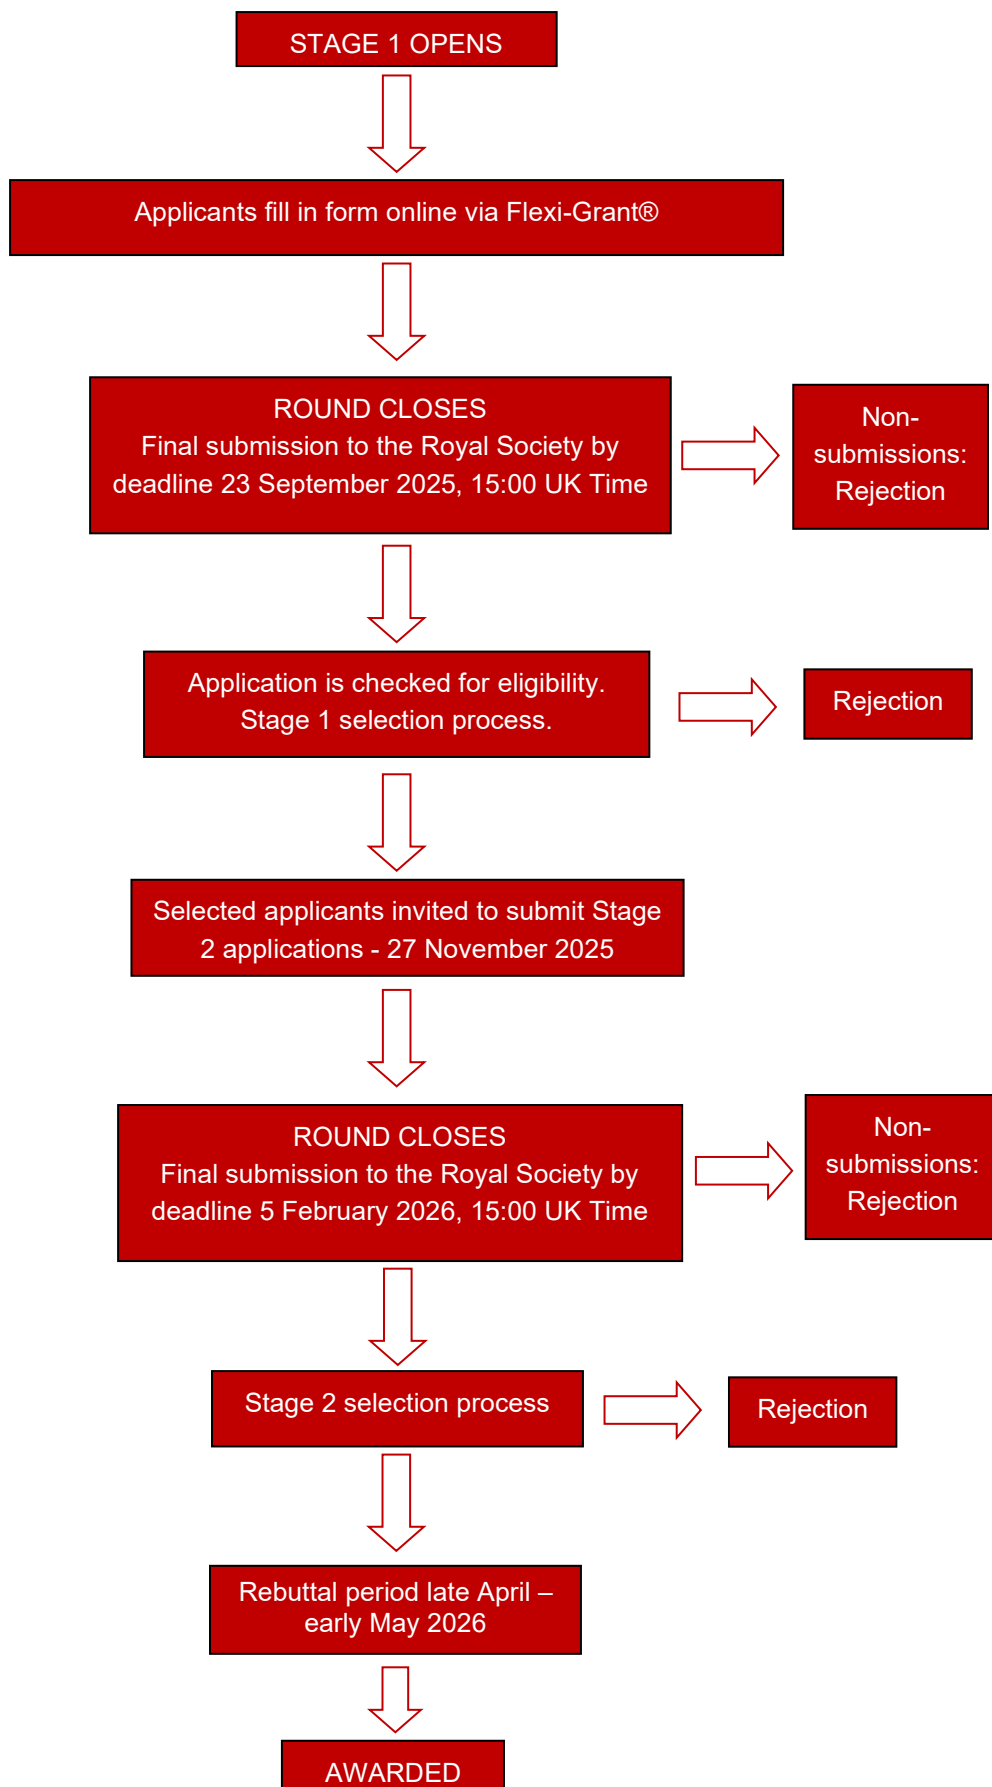 STAGE 1 OPENS
Applicants fill in form online via Flexi-Grant®
ROUND CLOSES
Final submission to the Royal Society by
deadline 23 September 2025, 15:00 UK Time
Non-
submissions:
Rejection
Application is checked for eligibility.
Stage 1 selection process.
Rejection
Selected applicants invited to submit Stage
2 applications - 27 November 2025
ROUND CLOSES
Final submission to the Royal Society by
deadline 5 February 2026, 15:00 UK Time
Non-
submissions:
Rejection
Stage 2 selection process
Rejection
Rebuttal period late April –
early May 2026
AWARDED